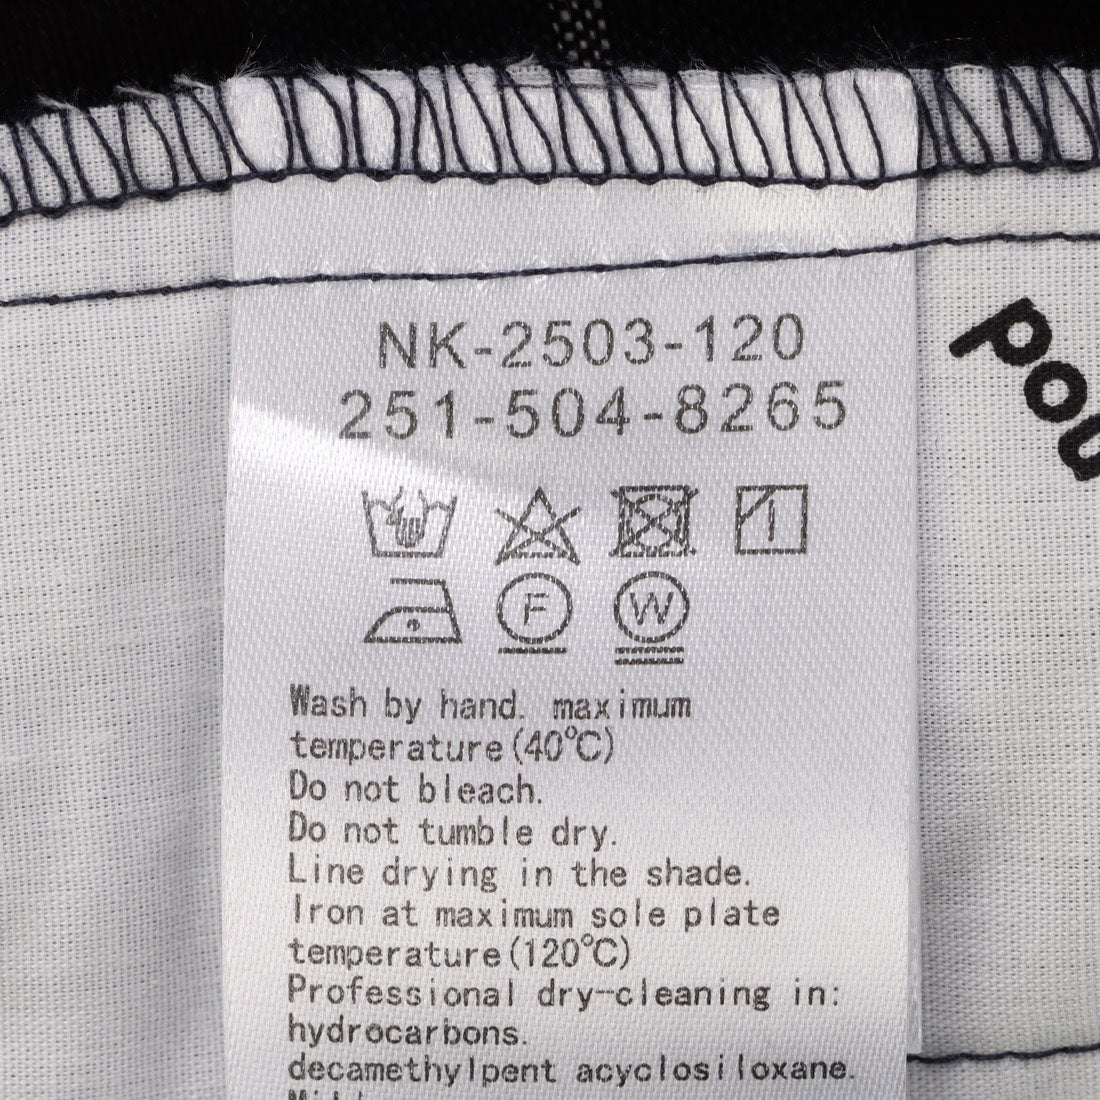 NK-2503-120
251-504-8265
F W
Wash by hand. maximum
temperature(40℃)
Do not bleach.
Do not tumble dry.
Line drying in the shade.
Iron at maximum sole plate
temperature(120℃)
Professional dry-cleaning in:
hydrocarbons.
decamethylpent acyclosiloxane.